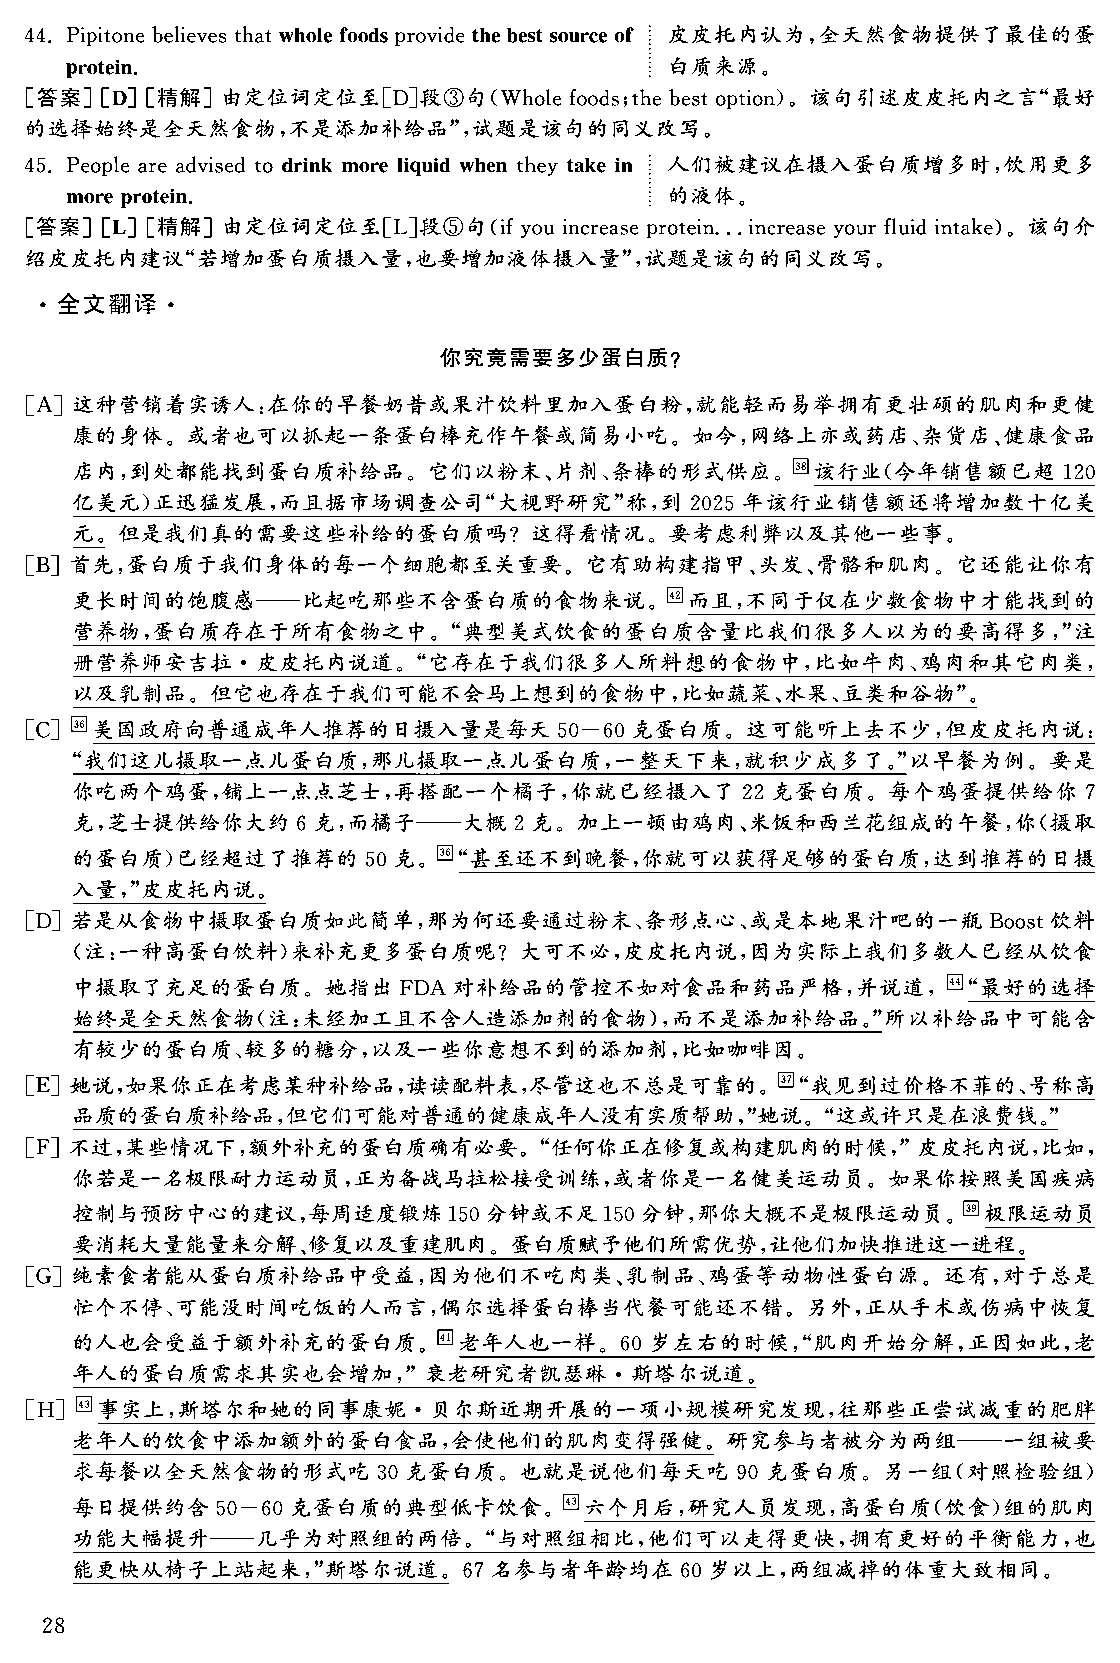 44. Pipitone believes that whole foods provide the best source of protein.
皮皮托内认为,全天然食物提供了最佳的蛋白质来源。
[答案][D][精解] 由定位词定位至[D]段③句(Whole foods;the best option)。该句引述皮皮托内之言“最好
的选择始终是全天然食物,不是添加补给品”,试题是该句的同义改写。
45. People are advised to drink more liquid when they take in more protein.
人们被建议在摄入蛋白质增多时,饮用更多的液体。
[答案][L][精解] 由定位词定位至[L]段⑤句(if you increase protein...increase your fluid intake)。该句介
绍皮皮托内建议“若增加蛋白质摄入量,也要增加液体摄入量”,试题是该句的同义改写。
·全文翻译·
你究竟需要多少蛋白质?
[A] 这种营销着实诱人:在你的早餐奶昔或果汁饮料里加入蛋白粉,就能轻而易举拥有更壮硕的肌肉和更健
康的身体。或者也可以抓起一条蛋白棒充作午餐或简易小吃。如今,网络上亦或药店、杂货店、健康食品
店内,到处都能找到蛋白质补给品。它们以粉末、片剂、条棒的形式供应。[38]该行业(今年销售额已超 120
亿美元)正迅猛发展,而且据市场调查公司“大视野研究”称,到 2025 年该行业销售额还将增加数十亿美
元。但是我们真的需要这些补给的蛋白质吗? 这得看情况。要考虑利弊以及其他一些事。
[B] 首先,蛋白质于我们身体的每一个细胞都至关重要。它有助构建指甲、头发、骨骼和肌肉。它还能让你有
更长时间的饱腹感——比起吃那些不含蛋白质的食物来说。[42]而且,不同于仅在少数食物中才能找到的
营养物,蛋白质存在于所有食物之中。“典型美式饮食的蛋白质含量比我们很多人以为的要高得多,”注
册营养师安吉拉·皮皮托内说道。“它存在于我们很多人所料想的食物中,比如牛肉、鸡肉和其它肉类,
以及乳制品。但它也存在于我们可能不会马上想到的食物中,比如蔬菜、水果、豆类和谷物”。
[C] [36]美国政府向普通成年人推荐的日摄入量是每天 50—60 克蛋白质。这可能听上去不少,但皮皮托内说:
“我们这儿摄取一点儿蛋白质,那儿摄取一点儿蛋白质,一整天下来,就积少成多了。”以早餐为例。要是
你吃两个鸡蛋,铺上一点点芝士,再搭配一个橘子,你就已经摄入了 22 克蛋白质。每个鸡蛋提供给你 7
克,芝士提供给你大约 6 克,而橘子——大概 2 克。加上一顿由鸡肉、米饭和西兰花组成的午餐,你(摄取
的蛋白质)已经超过了推荐的 50 克。[36]“甚至还不到晚餐,你就可以获得足够的蛋白质,达到推荐的日摄
入量,”皮皮托内说。
[D] 若是从食物中摄取蛋白质如此简单,那为何还要通过粉末、条形点心、或是本地果汁吧的一瓶 Boost 饮料
(注:一种高蛋白饮料)来补充更多蛋白质呢? 大可不必,皮皮托内说,因为实际上我们多数人已经从饮食
中摄取了充足的蛋白质。她指出 FDA 对补给品的管控不如对食品和药品严格,并说道,[44]“最好的选择
始终是全天然食物(注:未经加工且不含人造添加剂的食物),而不是添加补给品。”所以补给品中可能含
有较少的蛋白质、较多的糖分,以及一些你意想不到的添加剂,比如咖啡因。
[E] 她说,如果你正在考虑某种补给品,读读配料表,尽管这也不总是可靠的。[37]“我见到过价格不菲的、号称高
品质的蛋白质补给品,但它们可能对普通的健康成年人没有实质帮助,”她说。“这或许只是在浪费钱。”
[F] 不过,某些情况下,额外补充的蛋白质确有必要。“任何你正在修复或构建肌肉的时候,”皮皮托内说,比如,
你若是一名极限耐力运动员,正为备战马拉松接受训练,或者你是一名健美运动员。如果你按照美国疾病
控制与预防中心的建议,每周适度锻炼 150 分钟或不足 150 分钟,那你大概不是极限运动员。[39]极限运动员
要消耗大量能量来分解、修复以及重建肌肉。蛋白质赋予他们所需优势,让他们加快推进这一进程。
[G] 纯素食者能从蛋白质补给品中受益,因为他们不吃肉类、乳制品、鸡蛋等动物性蛋白源。还有,对于总是
忙个不停、可能没时间吃饭的人而言,偶尔选择蛋白棒当代餐可能还不错。另外,正从手术或伤病中恢复
的人也会受益于额外补充的蛋白质。[41]老年人也一样。60 岁左右的时候,“肌肉开始分解,正因如此,老
年人的蛋白质需求其实也会增加,”衰老研究者凯瑟琳·斯塔尔说道。
[H] [43]事实上,斯塔尔和她的同事康妮·贝尔斯近期开展的一项小规模研究发现,往那些正尝试减重的肥胖
老年人的饮食中添加额外的蛋白食品,会使他们的肌肉变得强健。研究参与者被分为两组——一组被要
求每餐以全天然食物的形式吃 30 克蛋白质。也就是说他们每天吃 90 克蛋白质。另一组(对照检验组)
每日提供约含 50—60 克蛋白质的典型低卡饮食。[43]六个月后,研究人员发现,高蛋白质(饮食)组的肌肉
功能大幅提升——几乎为对照组的两倍。“与对照组相比,他们可以走得更快,拥有更好的平衡能力,也
能更快从椅子上站起来,”斯塔尔说道。67 名参与者年龄均在 60 岁以上,两组减掉的体重大致相同。
28